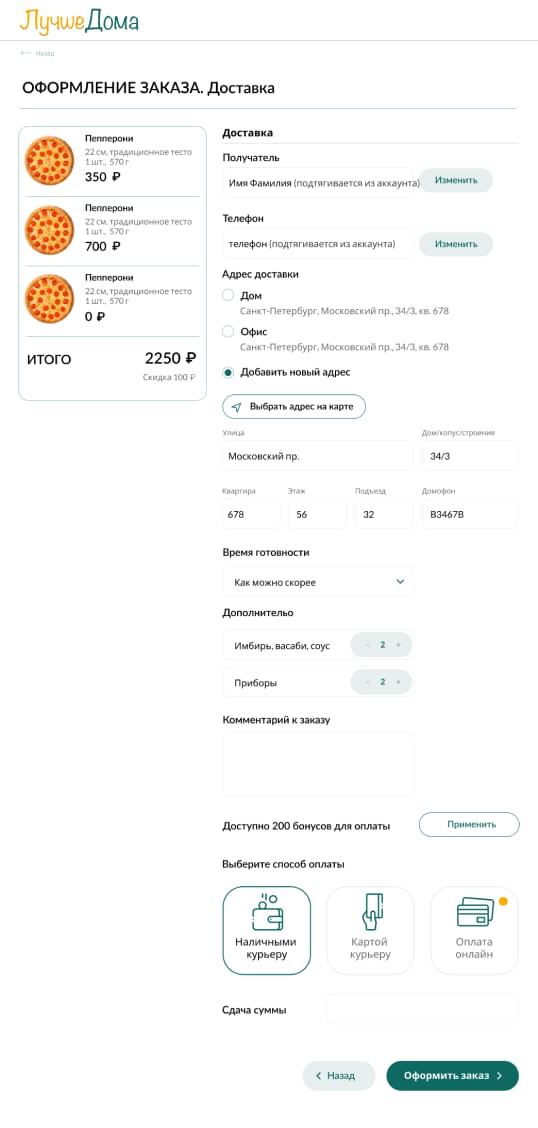 ЛучшеДома
Назад
ОФОРМЛЕНИЕ ЗАКАЗА. Доставка
Пепперони
22 см, традиционное тесто
1 шт., 570 г
350 ₽
Пепперони
22 см, традиционное тесто
1 шт., 570 г
700 ₽
Пепперони
22 см, традиционное тесто
1 шт., 570 г
0 ₽
ИТОГО 2250 ₽
Скидка 100 ₽
Доставка
Получатель
Имя Фамилия (подтягивается из аккаунта) Изменить
Телефон
телефон (подтягивается из аккаунта) Изменить
Адрес доставки
Дом
Санкт-Петербург, Московский пр., 34/3, кв. 678
Офис
Санкт-Петербург, Московский пр., 34/3, кв. 678
Добавить новый адрес
Выбрать адрес на карте
Улица Дом/копус/строение
Московский пр. 34/3
Квартира Этаж Подъезд Домофон
678 56 32 В3467В
Время готовности
Как можно скорее
Дополнительо
Имбирь, васаби, соус - 2 +
Приборы - 2 +
Комментарий к заказу
Доступно 200 бонусов для оплаты Применить
Выберите способ оплаты
Наличными
курьеру
Картой
курьеру
Оплата
онлайн
Сдача суммы
Назад Оформить заказ